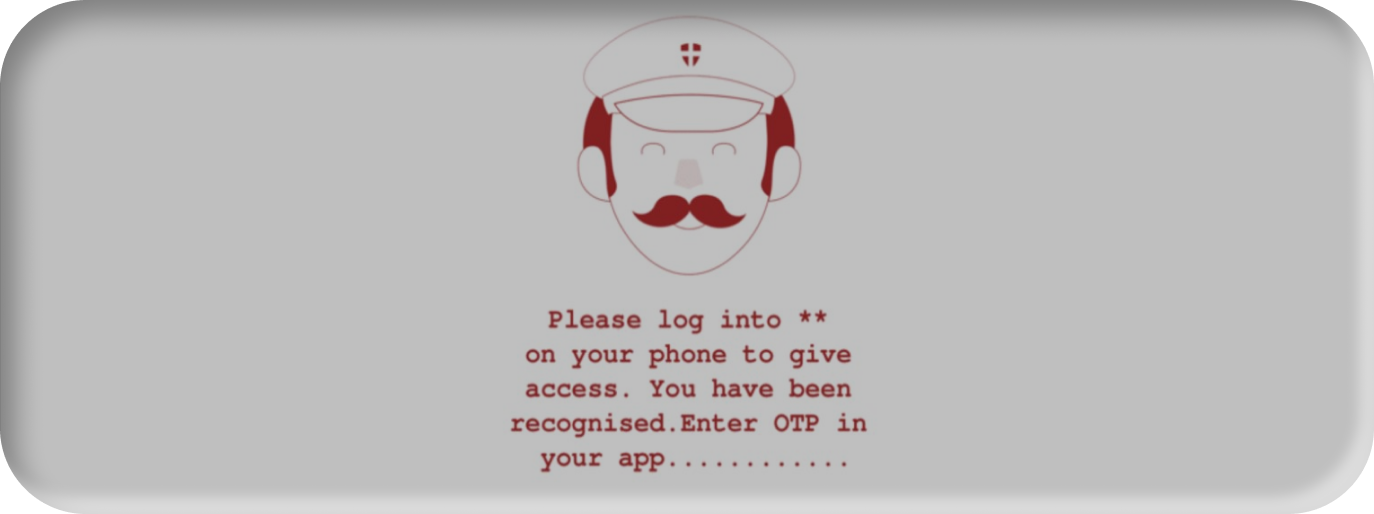 Please log into **
on your phone to give
access. You have been
recognised.Enter OTP in
your app............